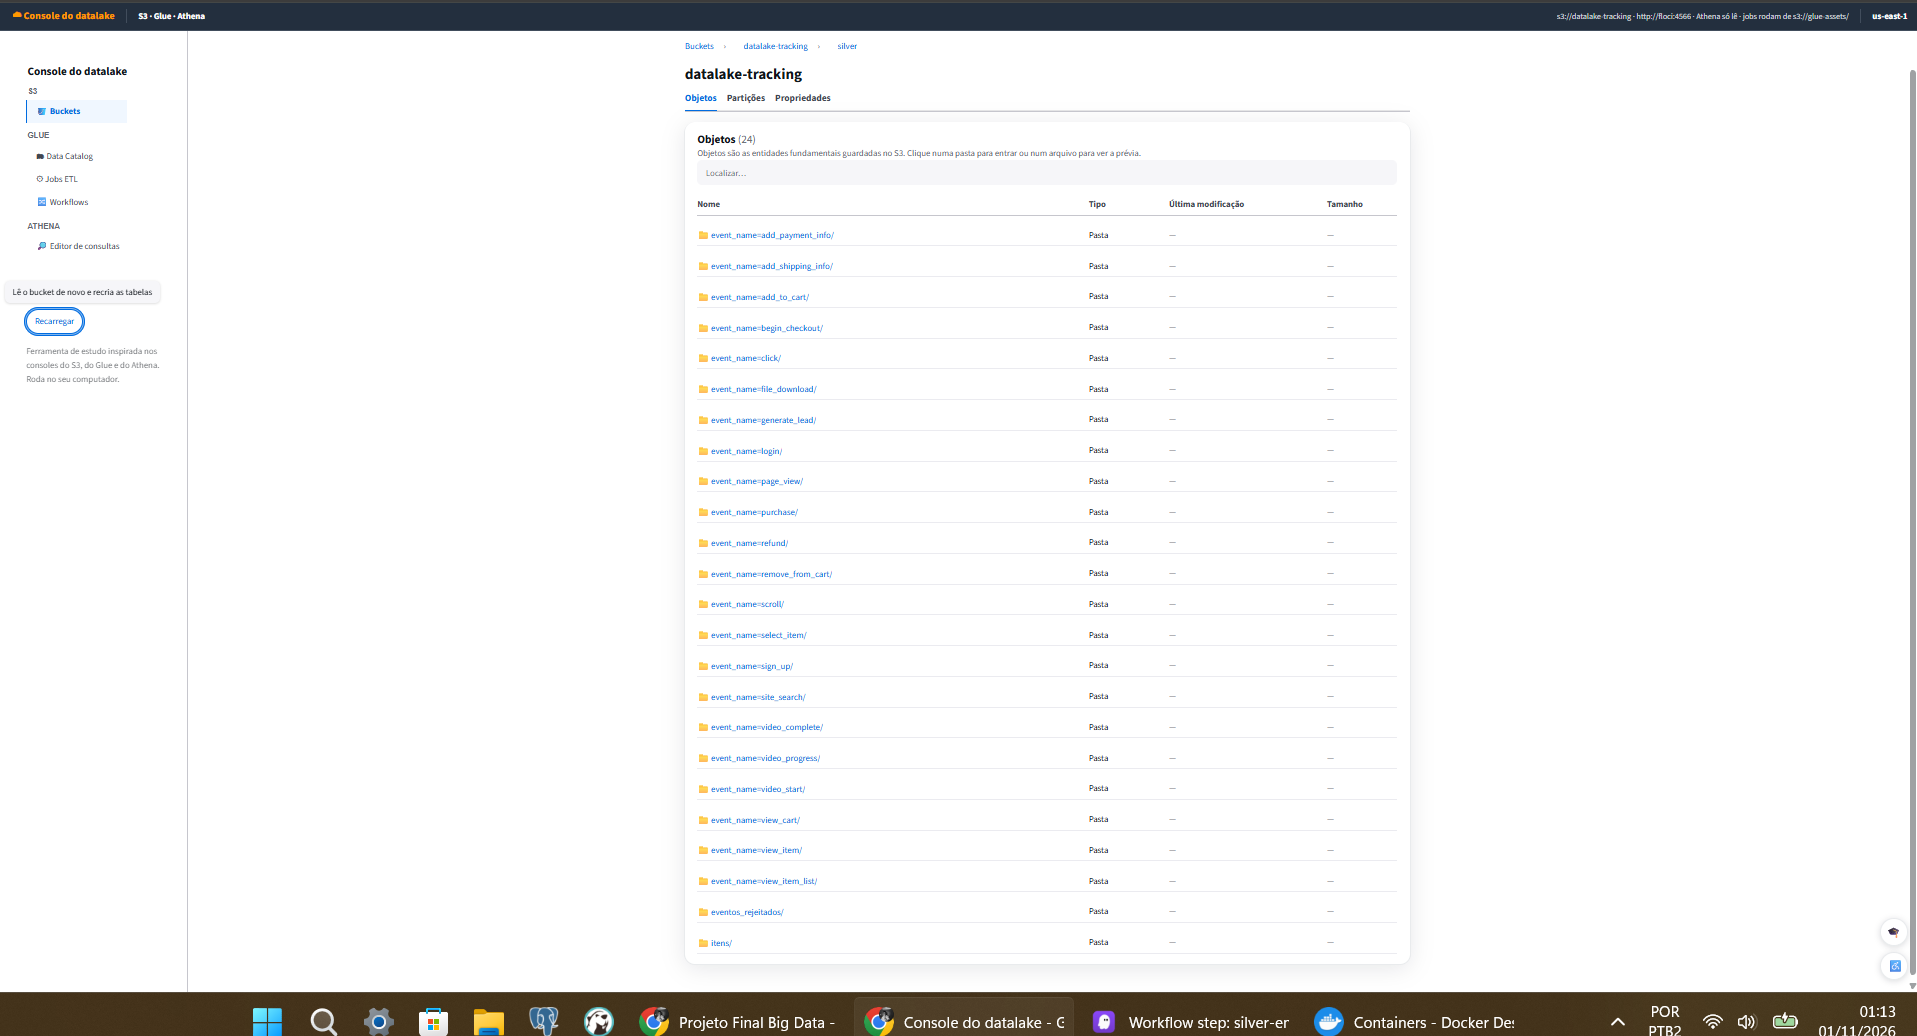 Console do datalake
S3 · Glue · Athena
s3://datalake-tracking · http://floci:4566 · Athena só lê · jobs rodam de s3://glue-assets/
us-east-1
Console do datalake
S3
Buckets
GLUE
Data Catalog
Jobs ETL
Workflows
ATHENA
Editor de consultas
Lê o bucket de novo e recria as tabelas
Recarregar
Ferramenta de estudo inspirada nos
consoles do S3, do Glue e do Athena.
Roda no seu computador.
Buckets › datalake-tracking › silver
datalake-tracking
Objetos Partições Propriedades
Objetos (24)
Objetos são as entidades fundamentais guardadas no S3. Clique numa pasta para entrar ou num arquivo para ver a prévia.
Localizar...
Nome Tipo Última modificação Tamanho
event_name=add_payment_info/ Pasta — —
event_name=add_shipping_info/ Pasta — —
event_name=add_to_cart/ Pasta — —
event_name=begin_checkout/ Pasta — —
event_name=click/ Pasta — —
event_name=file_download/ Pasta — —
event_name=generate_lead/ Pasta — —
event_name=login/ Pasta — —
event_name=page_view/ Pasta — —
event_name=purchase/ Pasta — —
event_name=refund/ Pasta — —
event_name=remove_from_cart/ Pasta — —
event_name=scroll/ Pasta — —
event_name=select_item/ Pasta — —
event_name=sign_up/ Pasta — —
event_name=site_search/ Pasta — —
event_name=video_complete/ Pasta — —
event_name=video_progress/ Pasta — —
event_name=video_start/ Pasta — —
event_name=view_cart/ Pasta — —
event_name=view_item/ Pasta — —
event_name=view_item_list/ Pasta — —
eventos_rejeitados/ Pasta — —
itens/ Pasta — —
Projeto Final Big Data -
Console do datalake - G
Workflow step: silver-er
Containers - Docker De
POR
PTB2
01:13
01/11/2026